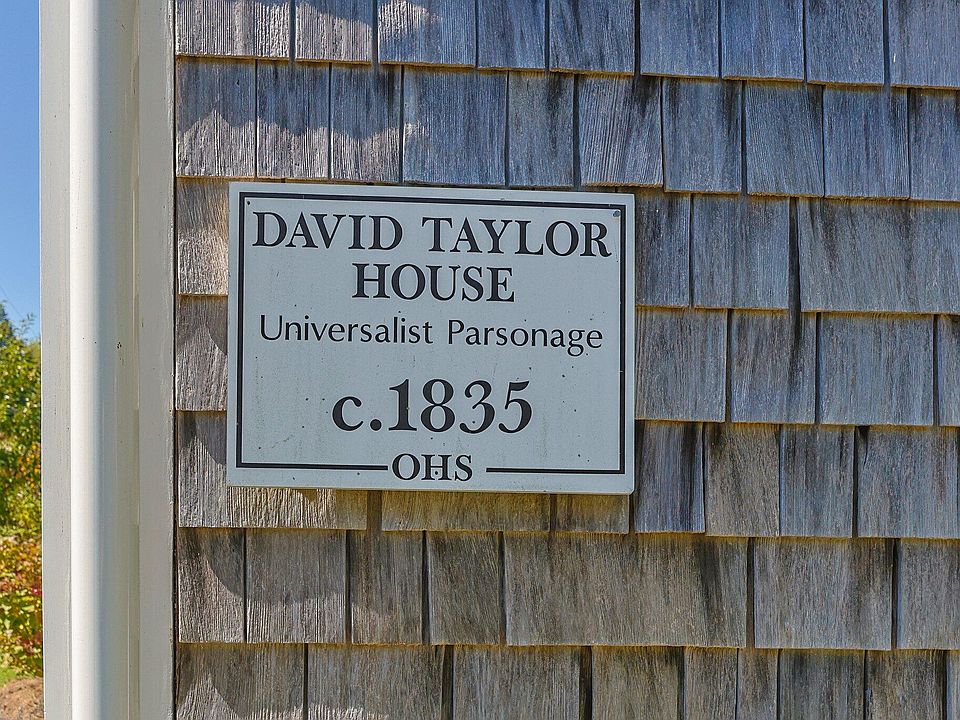 DAVID TAYLOR
HOUSE
Universalist Parsonage
c.1835
OHS